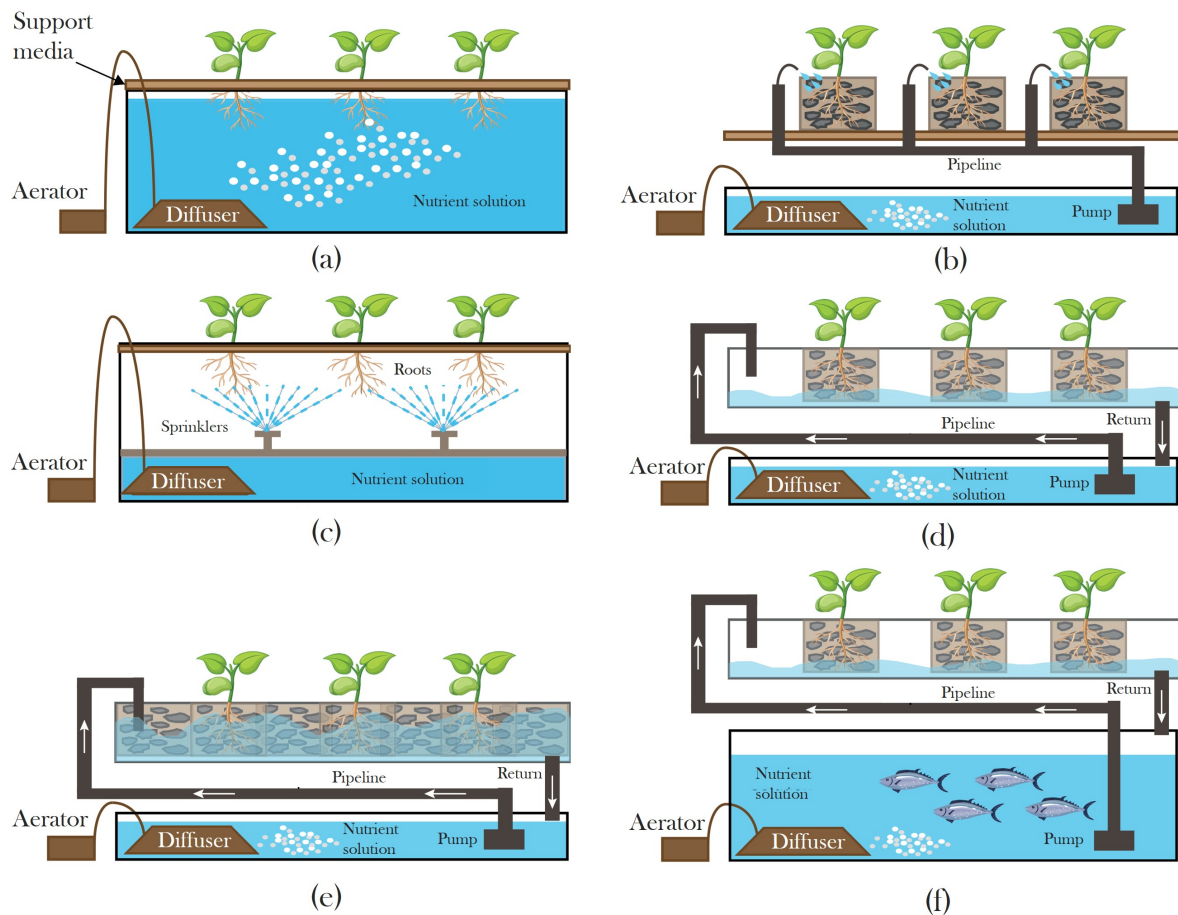 Support
media
Aerator
Diffuser
Nutrient solution
(a)
Pipeline
Aerator
Diffuser
Nutrient
solution
Pump
(b)
Roots
Sprinklers
Aerator
Diffuser
Nutrient solution
(c)
Return
Pipeline
Aerator
Diffuser
Nutrient
solution
Pump
(d)
Return
Pipeline
Aerator
Diffuser
Nutrient
solution
Pump
(e)
Return
Pipeline
Nutrient
solution
Aerator
Diffuser
Pump
(f)